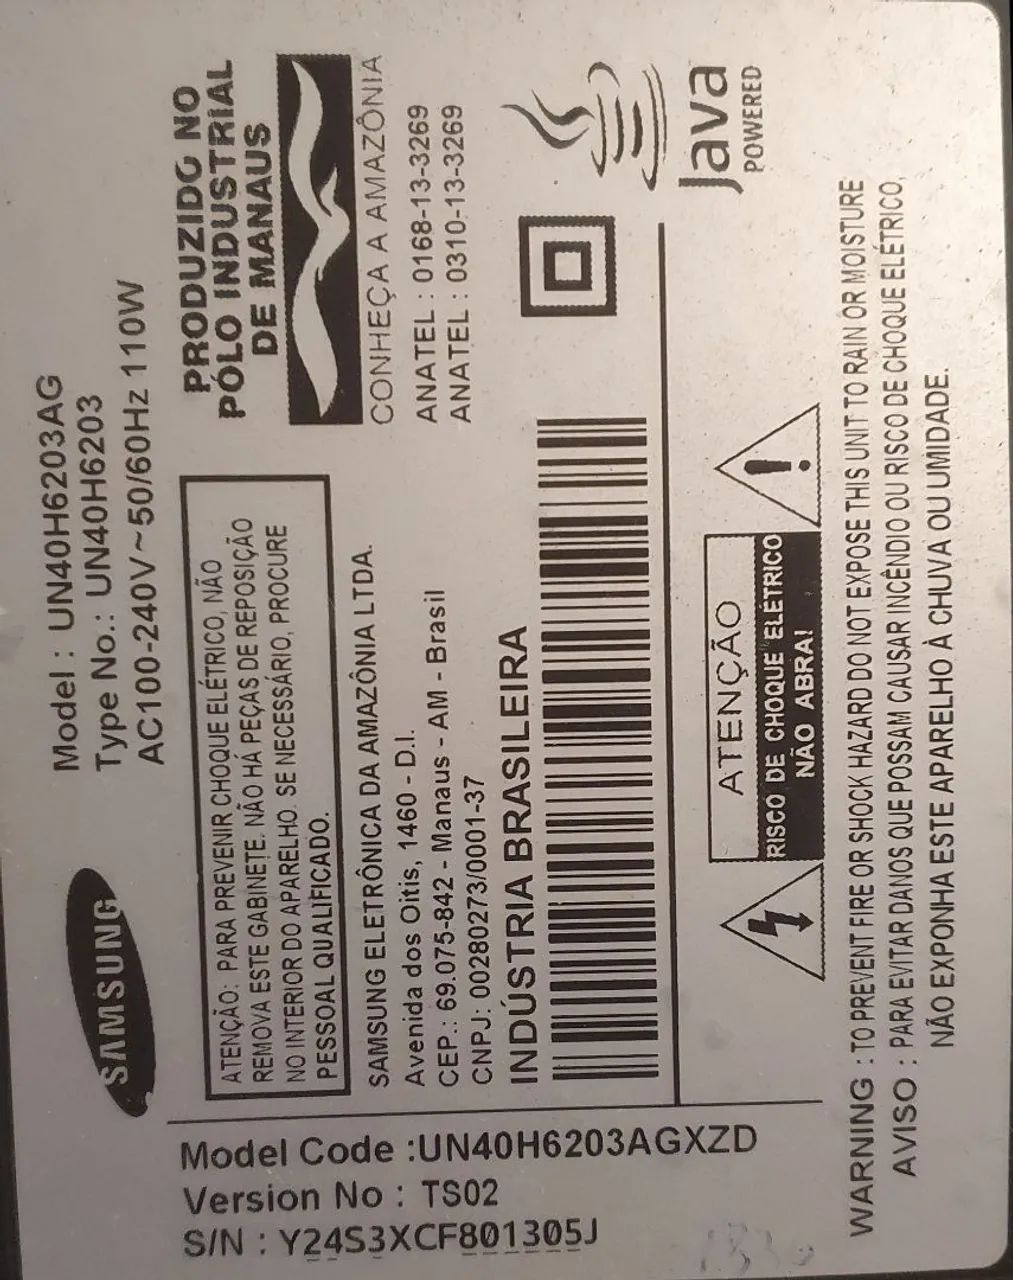 SAMSUNG
Model : UN40H6203AG
Type No.: UN40H6203
AC100-240V~50/60Hz 110W
ATENÇÃO: PARA PREVENIR CHOQUE ELÉTRICO, NÃO
REMOVA ESTE GABINETE. NÃO HÁ PEÇAS DE REPOSIÇÃO
NO INTERIOR DO APARELHO. SE NECESSÁRIO, PROCURE
PESSOAL QUALIFICADO.
PRODUZIDO NO
PÓLO INDUSTRIAL
DE MANAUS
CONHEÇA A AMAZÔNIA
ANATEL : 0168-13-3269
ANATEL : 0310-13-3269
SAMSUNG ELETRÔNICA DA AMAZÔNIA LTDA.
Avenida dos Oitis, 1460 - D.I.
CEP.: 69.075-842 - Manaus - AM - Brasil
CNPJ: 00280273/0001-37
INDÚSTRIA BRASILEIRA
Java
POWERED
ATENÇÃO
RISCO DE CHOQUE ELÉTRICO
NÃO ABRA!
WARNING : TO PREVENT FIRE OR SHOCK HAZARD DO NOT EXPOSE THIS UNIT TO RAIN OR MOISTURE
AVISO : PARA EVITAR DANOS QUE POSSAM CAUSAR INCÊNDIO OU RISCO DE CHOQUE ELÉTRICO,
NÃO EXPONHA ESTE APARELHO À CHUVA OU UMIDADE.
Model Code :UN40H6203AGXZD
Version No : TS02
S/N : Y24S3XCF801305J